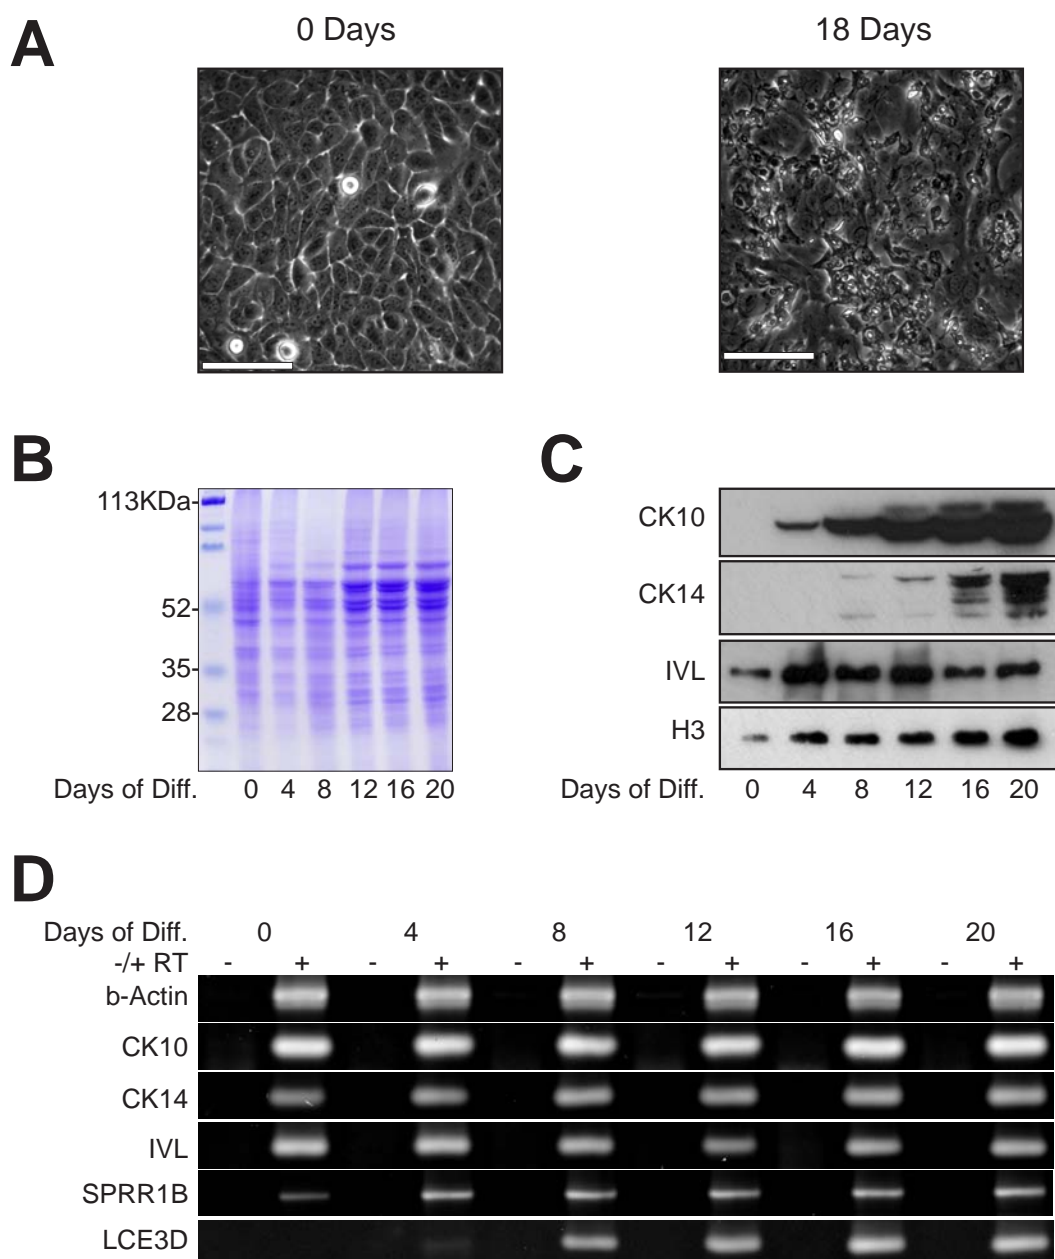 A
0 Days
18 Days
B
113KDa-
52-
35-
28-
Days of Diff. 0 4 8 12 16 20
C
CK10
CK14
IVL
H3
Days of Diff. 0 4 8 12 16 20
D
Days of Diff. 0 4 8 12 16 20
-/+ RT - + - + - + - + - + - +
b-Actin
CK10
CK14
IVL
SPRR1B
LCE3D